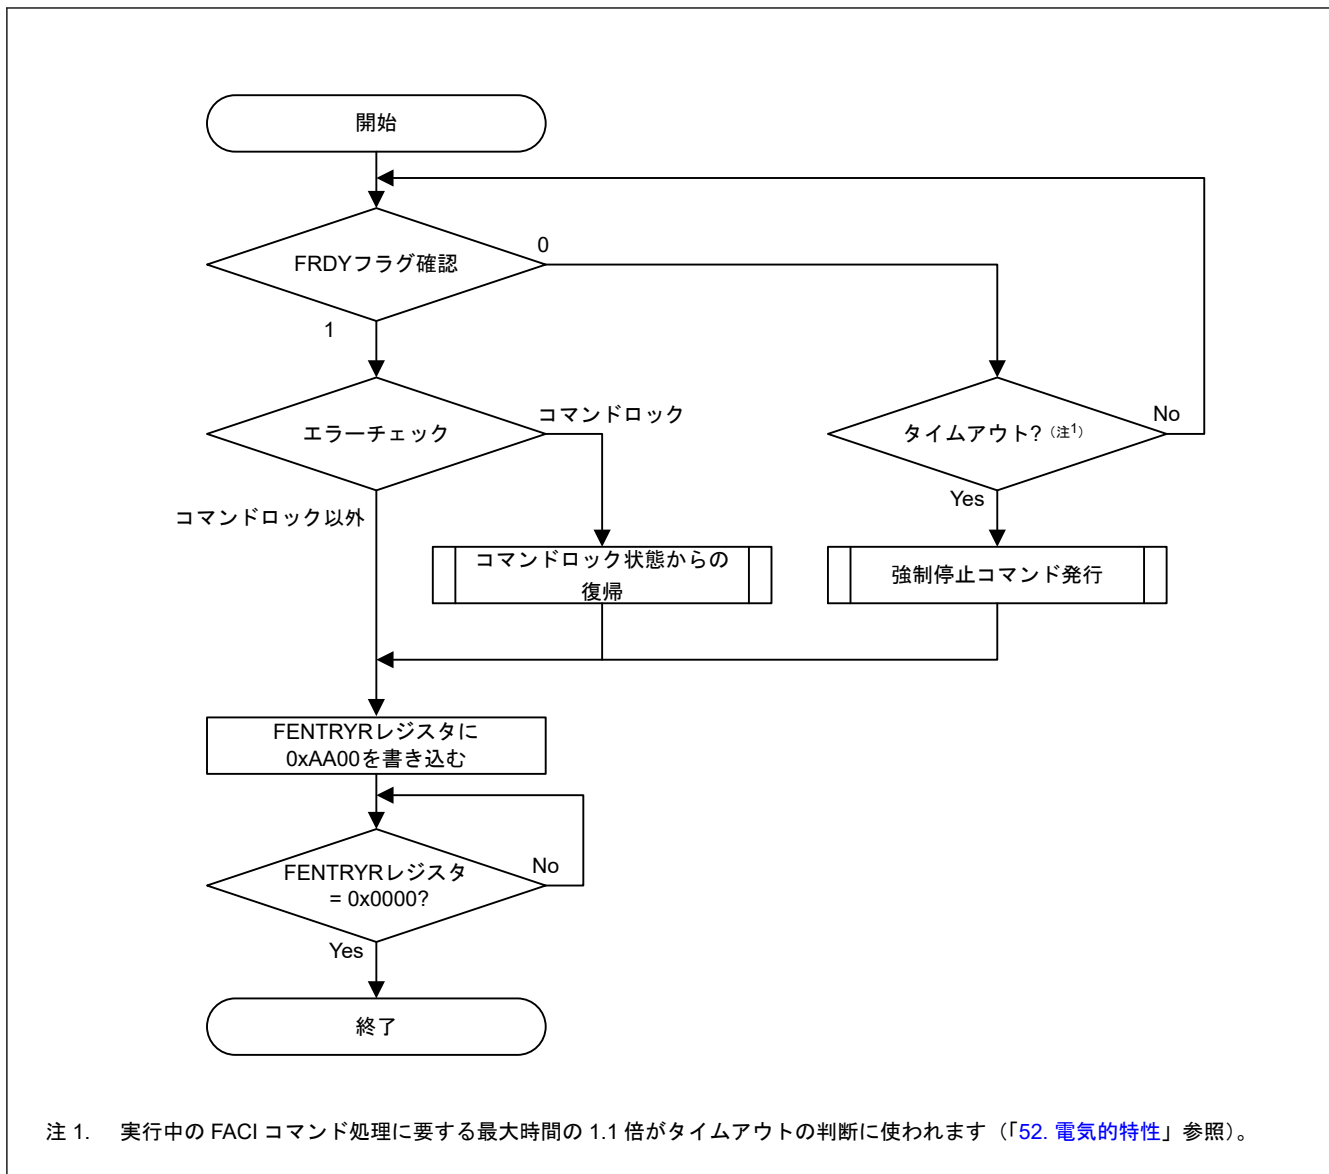 開始
FRDYフラグ確認
0
1
エラーチェック
コマンドロック
コマンドロック以外
タイムアウト?（注1）
No
Yes
コマンドロック状態からの
復帰
強制停止コマンド発行
FENTRYRレジスタに
0xAA00を書き込む
FENTRYRレジスタ
= 0x0000?
No
Yes
終了
注 1. 実行中の FACI コマンド処理に要する最大時間の 1.1 倍がタイムアウトの判断に使われます（「52. 電気的特性」参照）。